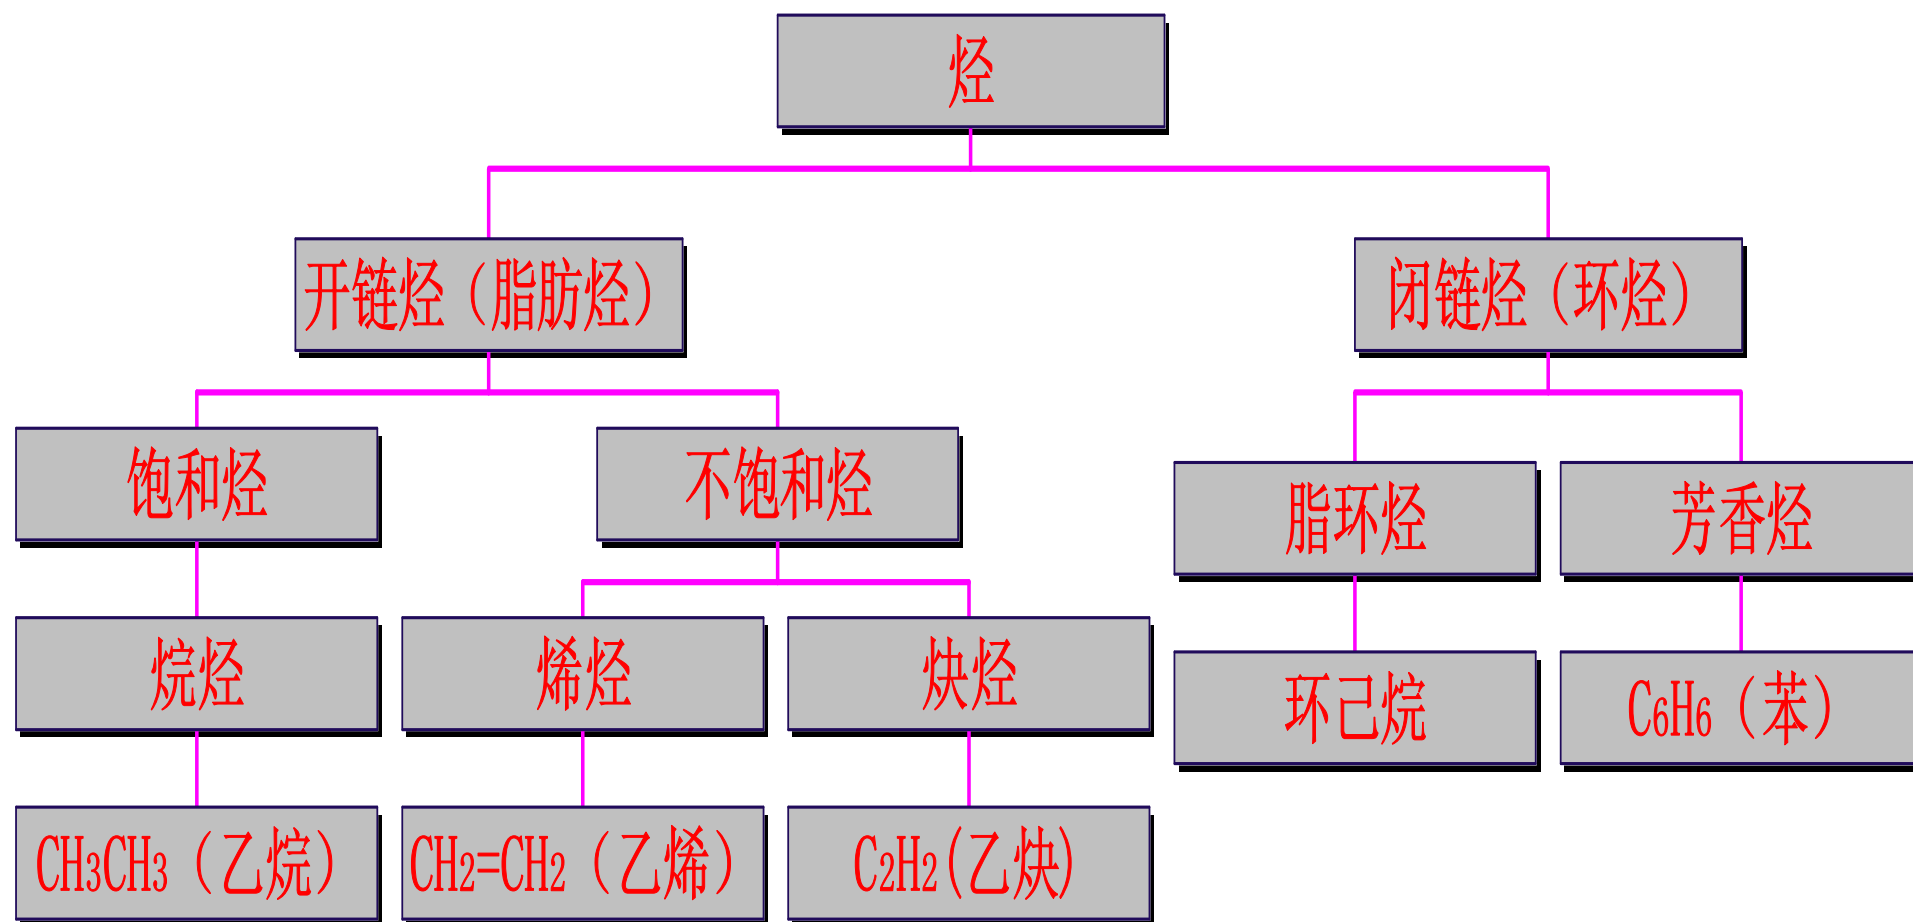 烃
开链烃（脂肪烃）
闭链烃（环烃）
饱和烃
不饱和烃
脂环烃
芳香烃
烷烃
烯烃
炔烃
环己烷
C6H6（苯）
CH3CH3（乙烷）
CH2=CH2（乙烯）
C2H2(乙炔)